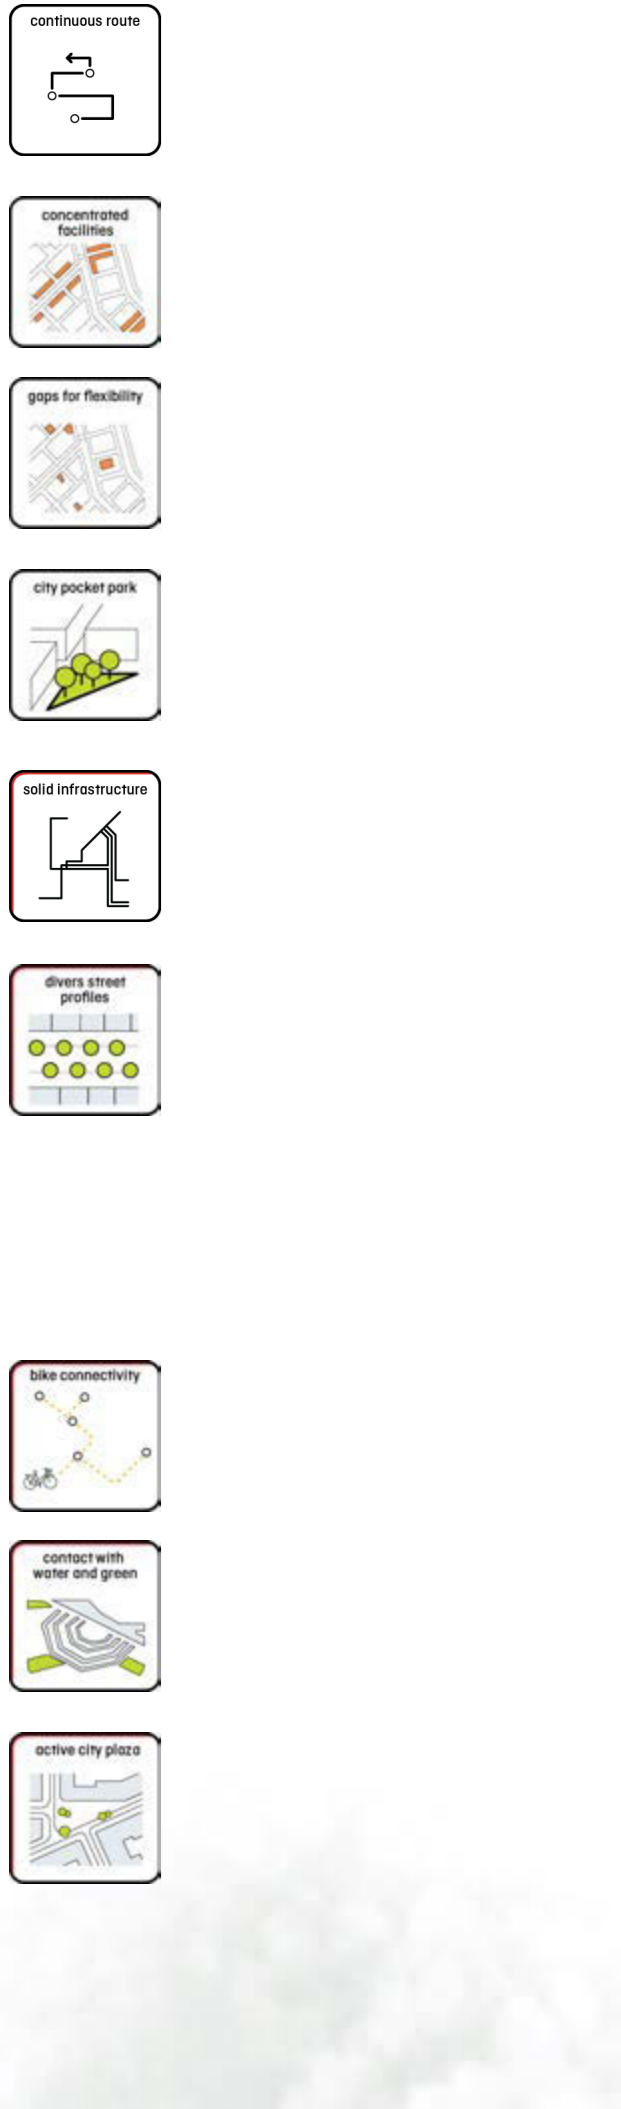 continuous route
concentrated
facilities
gaps for flexibility
city pocket park
solid infrastructure
divers street
profiles
bike connectivity
contact with
water and green
active city plaza